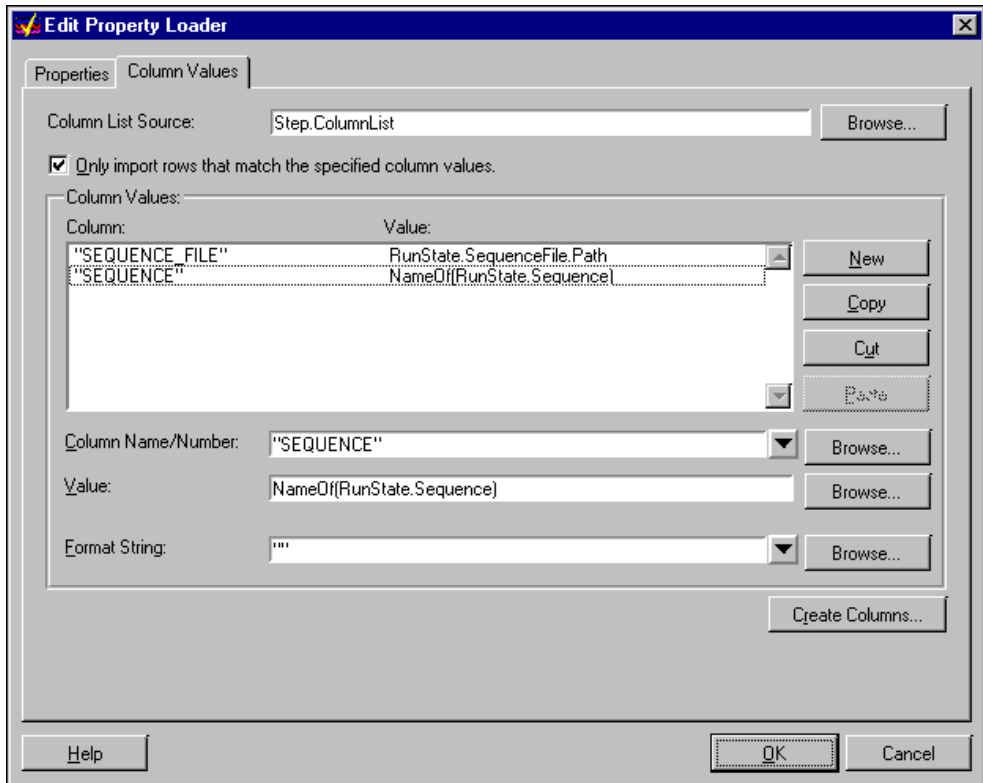 Edit Property Loader
Properties
Column Values
Column List Source:
Step.ColumnList
Browse...
Only import rows that match the specified column values.
Column Values:
Column:
Value:
"SEQUENCE_FILE"
RunState.SequenceFile.Path
"SEQUENCE"
NameOf(RunState.Sequence)
New
Copy
Cut
Paste
Column Name/Number:
"SEQUENCE"
Browse...
Value:
NameOf(RunState.Sequence)
Browse...
Format String:
""
Browse...
Create Columns...
Help
OK
Cancel